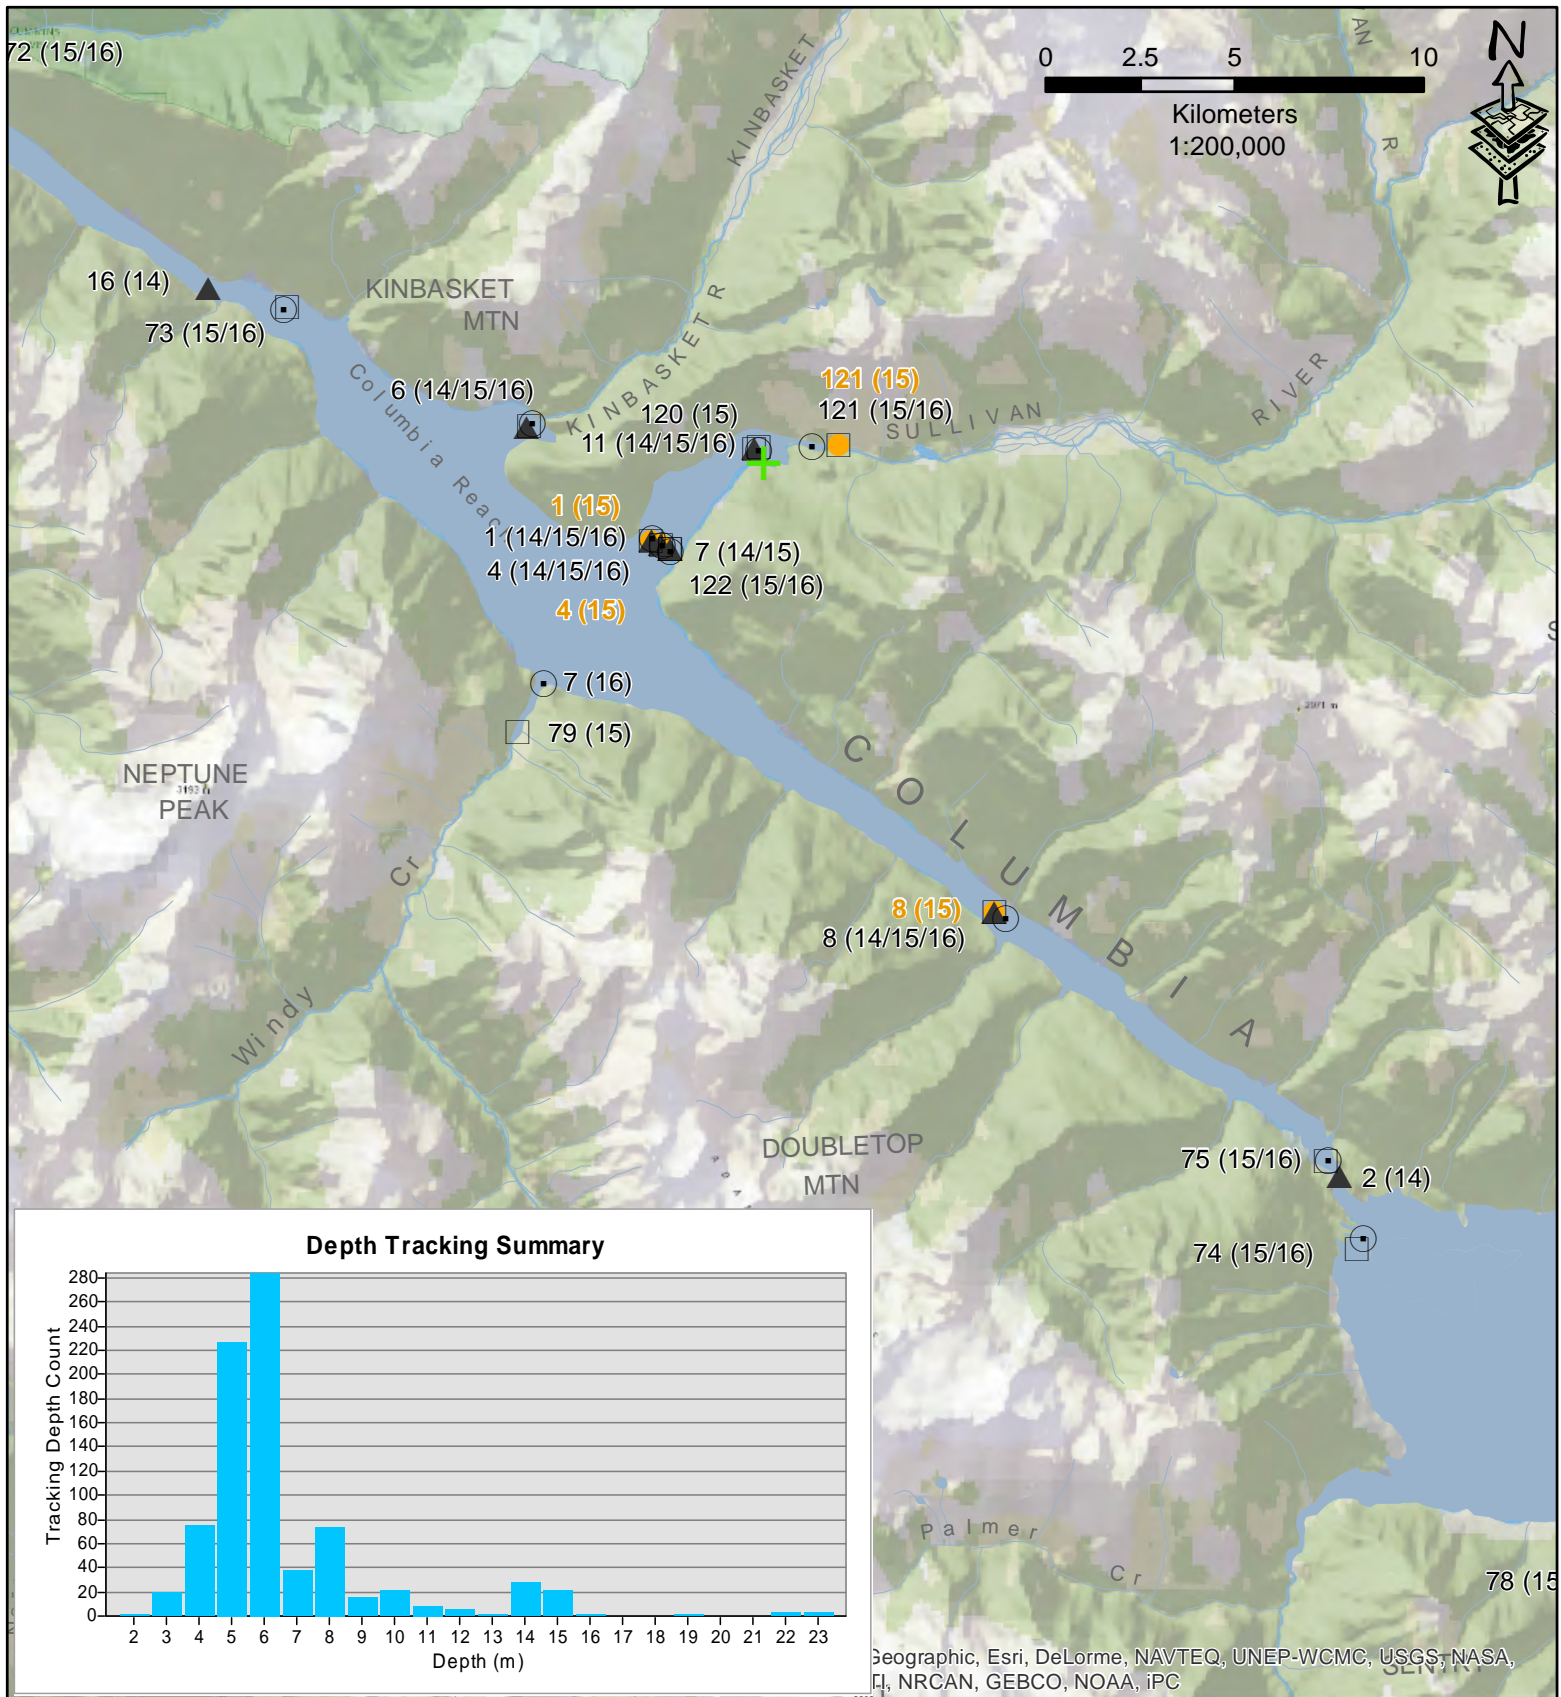 72 (15/16)
0 2.5 5 10
Kilometers
1:200,000
N
KINBASKET
R
16 (14)
73 (15/16)
KINBASKET
MTN
Columbia Reach
6 (14/15/16)
KINBASKET R
120 (15)
11 (14/15/16)
121 (15)
121 (15/16)
SULLIVAN
RIVER
1 (15)
1 (14/15/16)
4 (14/15/16)
4 (15)
7 (14/15)
122 (15/16)
7 (16)
79 (15)
NEPTUNE
PEAK
Windy Cr
COLUMBIA
8 (15)
8 (14/15/16)
DOUBLETOP
MTN
75 (15/16)
2 (14)
74 (15/16)
Palmer
Cr
78 (15
SENTRY
Depth Tracking Summary
Tracking Depth Count
280
260
240
220
200
180
160
140
120
100
80
60
40
20
0
2 3 4 5 6 7 8 9 10 11 12 13 14 15 16 17 18 19 20 21 22 23
Depth (m)
Geographic, Esri, DeLorme, NAVTEQ, UNEP-WCMC, USGS, NASA,
TI, NRCAN, GEBCO, NOAA, iPC